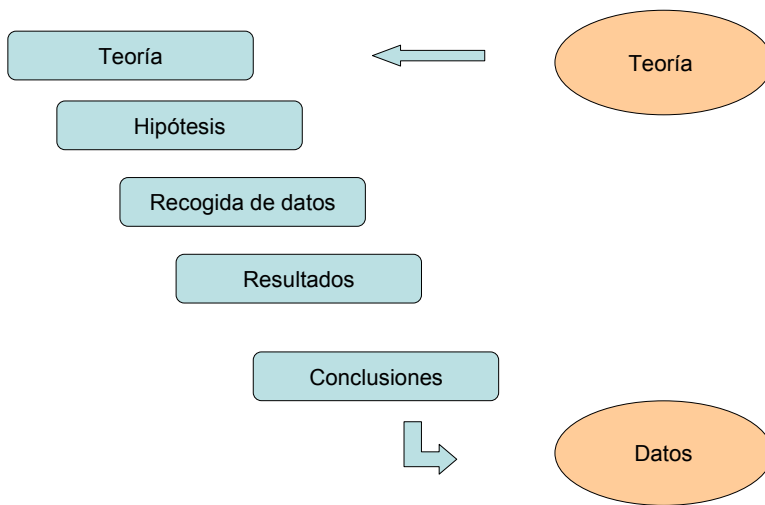 Teoría
Teoría
Hipótesis
Recogida de datos
Resultados
Conclusiones
Datos